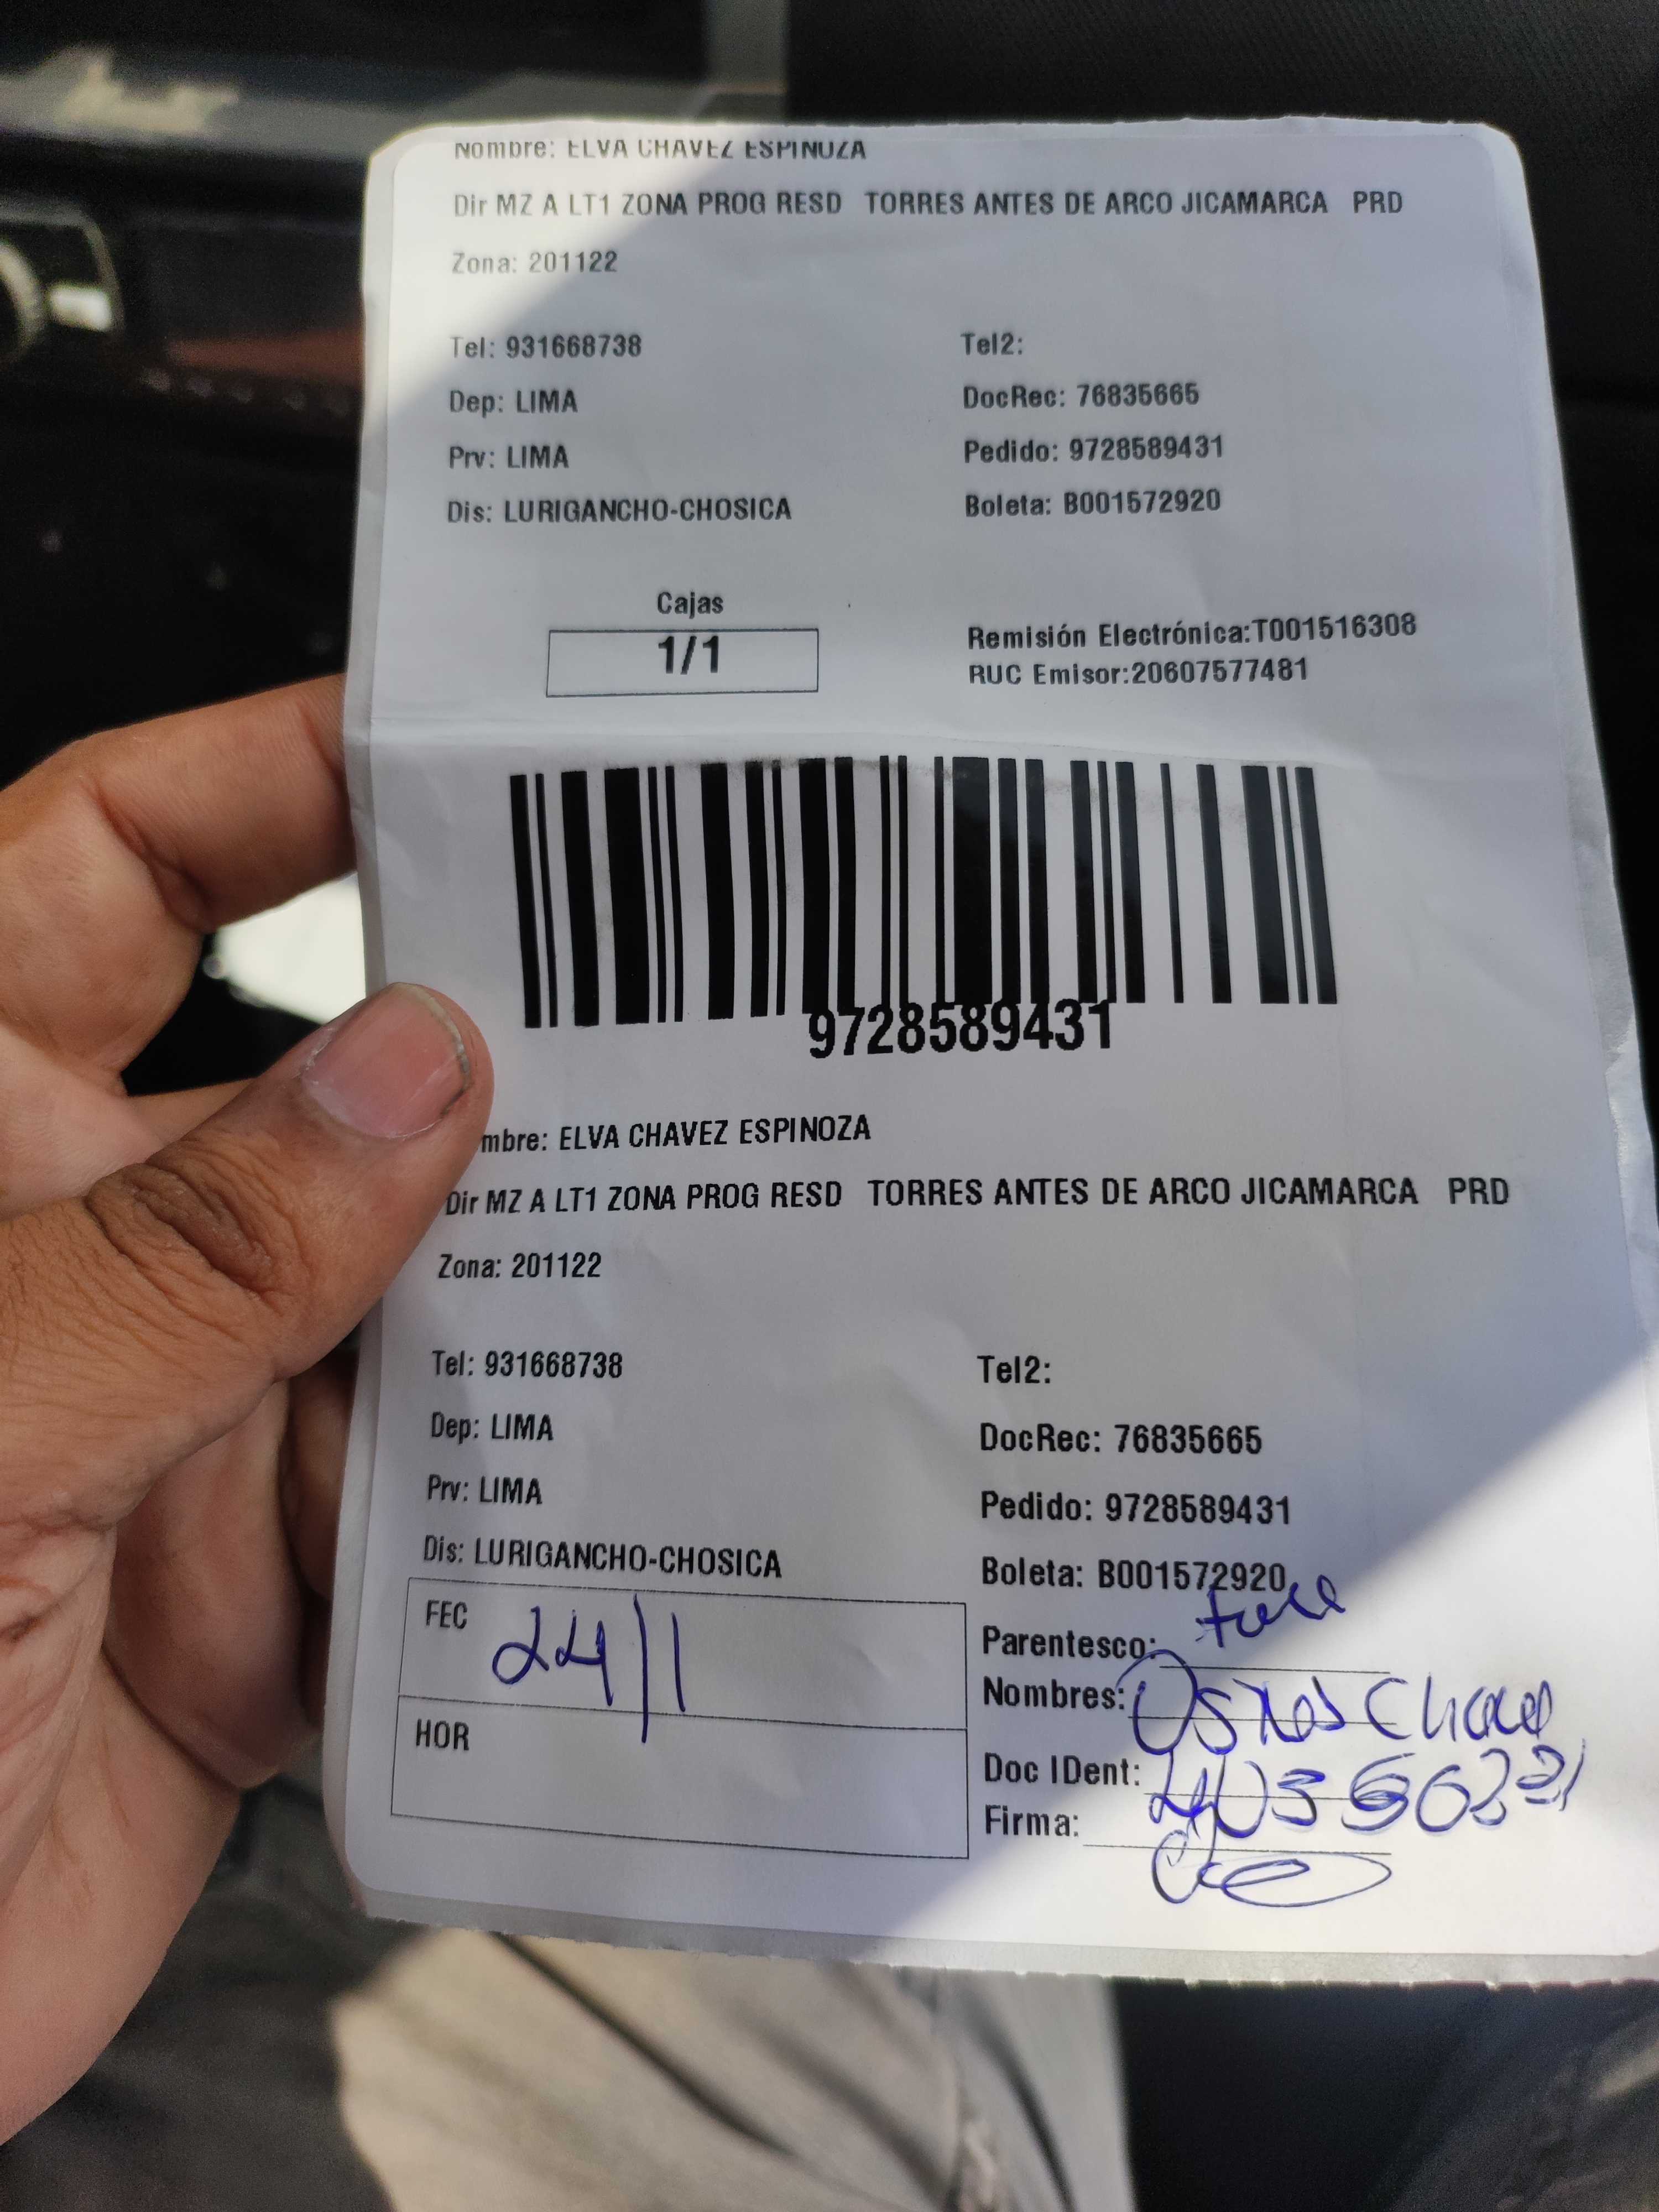 Nombre: ELVA CHAVEZ ESPINOZA
Dir MZ A LT1 ZONA PROG RESD TORRES ANTES DE ARCO JICAMARCA PRD
Zona: 201122
Tel: 931668738 Tel2:
Dep: LIMA DocRec: 76835665
Prv: LIMA Pedido: 9728589431
Dis: LURIGANCHO-CHOSICA Boleta: B001572920
Cajas
1/1
Remisión Electrónica:T001516308
RUC Emisor:20607577481
9728589431
mbre: ELVA CHAVEZ ESPINOZA
Dir MZ A LT1 ZONA PROG RESD TORRES ANTES DE ARCO JICAMARCA PRD
Zona: 201122
Tel: 931668738 Tel2:
Dep: LIMA DocRec: 76835665
Prv: LIMA Pedido: 9728589431
Dis: LURIGANCHO-CHOSICA Boleta: B001572920
FEC 24/1
HOR
Parentesco:
Nombres:
Doc IDent:
Firma: